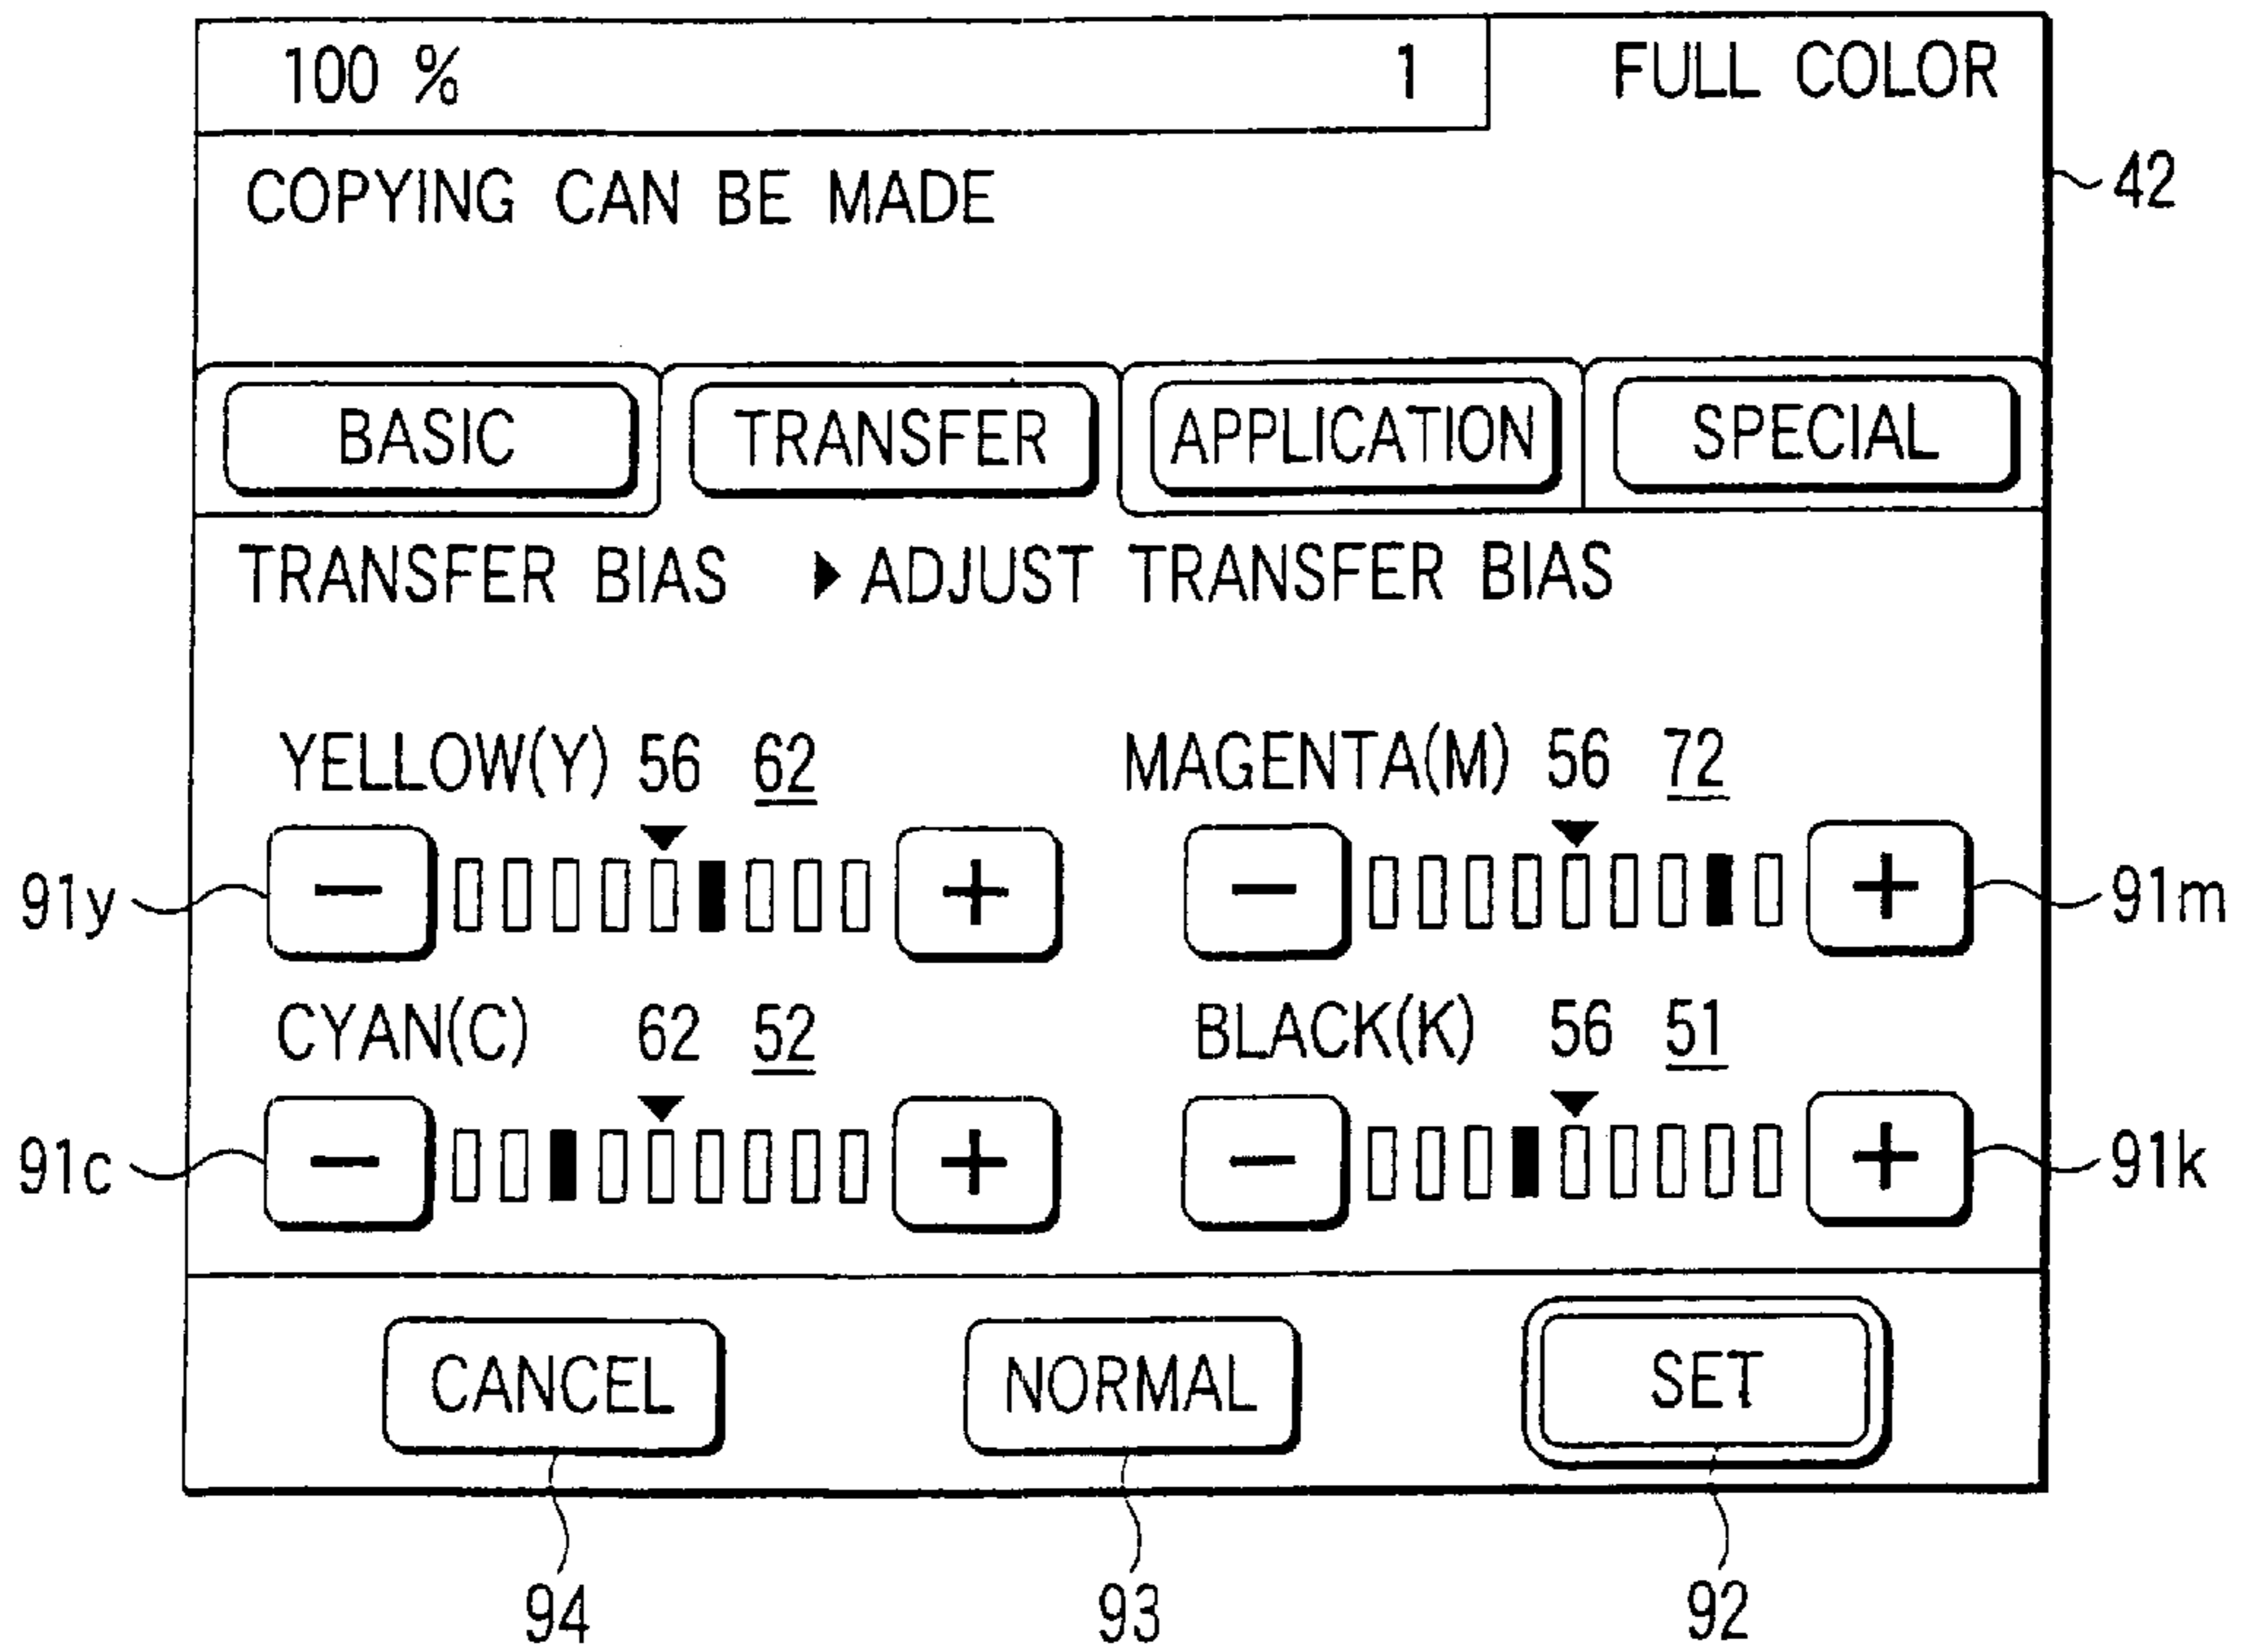 100 % 1 FULL COLOR
COPYING CAN BE MADE
42
BASIC TRANSFER APPLICATION SPECIAL
TRANSFER BIAS ▶ADJUST TRANSFER BIAS
YELLOW(Y) 56 62 MAGENTA(M) 56 72
91y − + − + 91m
CYAN(C) 62 52 BLACK(K) 56 51
91c − + − + 91k
CANCEL NORMAL SET
94 93 92